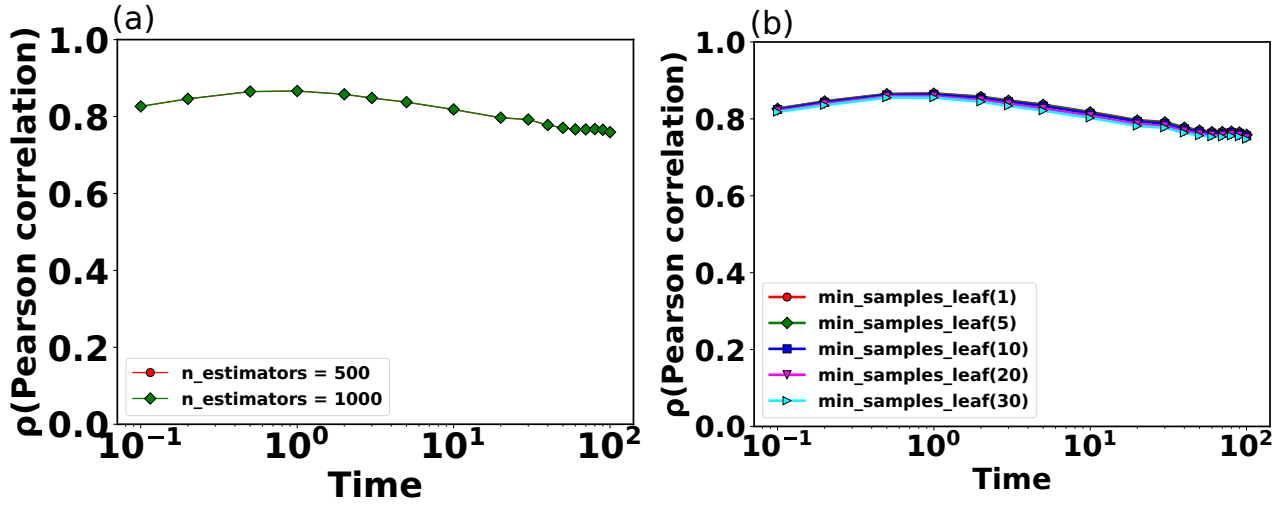 (a)
ρ(Pearson correlation)
1.0
0.8
0.6
0.4
0.2
0.0
n_estimators = 500
n_estimators = 1000
10⁻¹ 10⁰ 10¹ 10²
Time
(b)
ρ(Pearson correlation)
1.0
0.8
0.6
0.4
0.2
0.0
min_samples_leaf(1)
min_samples_leaf(5)
min_samples_leaf(10)
min_samples_leaf(20)
min_samples_leaf(30)
10⁻¹ 10⁰ 10¹ 10²
Time